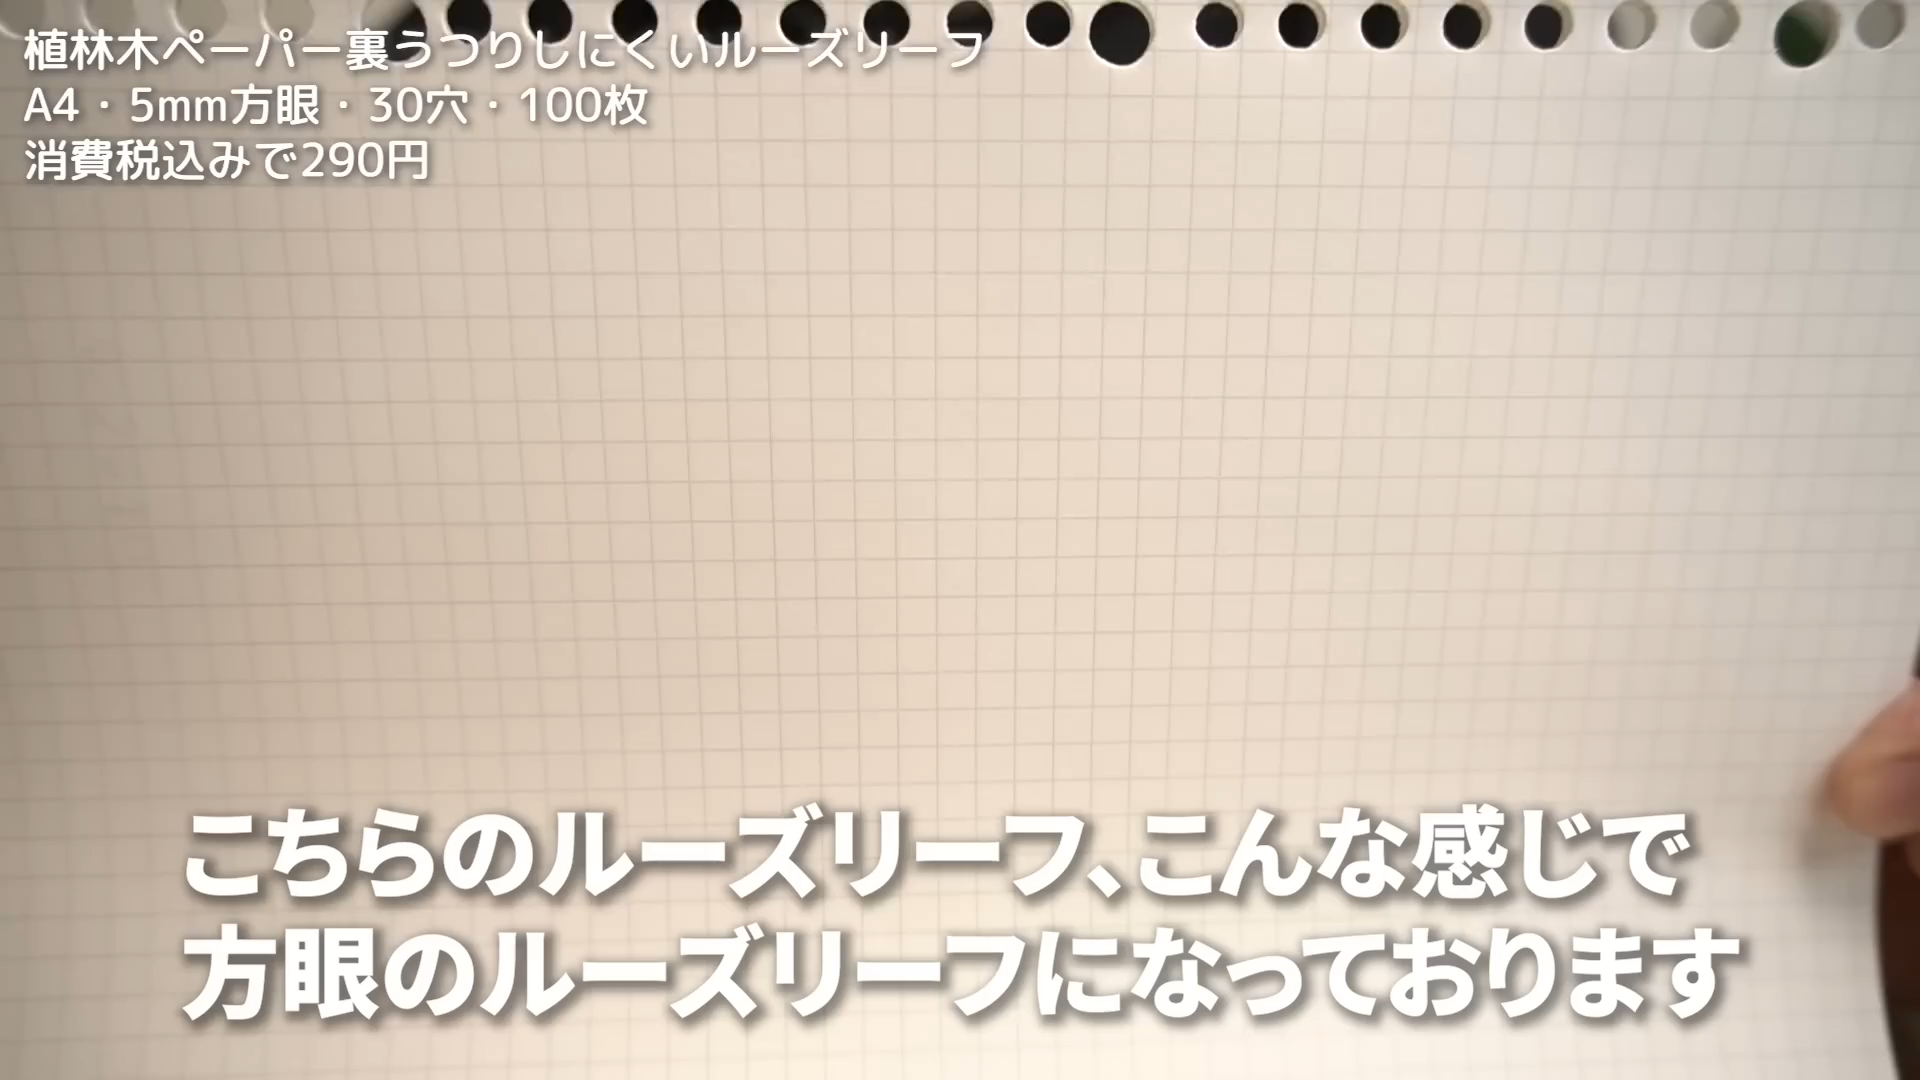 植林木ペーパー裏うつりしにくいルーズリーフ
A4・5mm方眼・30穴・100枚
消費税込みで290円
こちらのルーズリーフ、こんな感じで
方眼のルーズリーフになっております